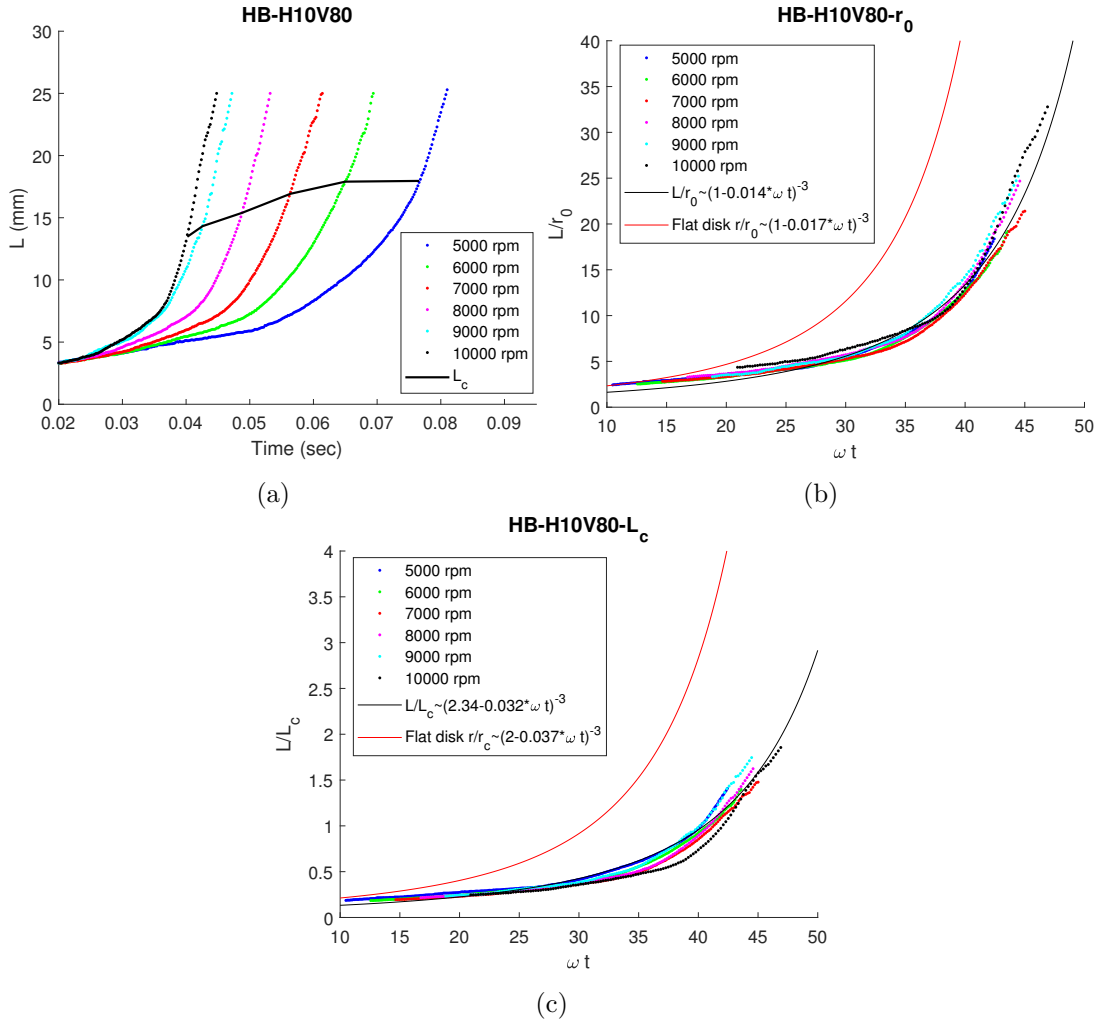 HB-H10V80
30
25
20
15
10
5
0
L (mm)
0.02 0.03 0.04 0.05 0.06 0.07 0.08 0.09
Time (sec)
5000 rpm
6000 rpm
7000 rpm
8000 rpm
9000 rpm
10000 rpm
L_c
(a)
HB-H10V80-r_0
40
35
30
25
20
15
10
5
0
L/r_0
10 15 20 25 30 35 40 45 50
ω t
5000 rpm
6000 rpm
7000 rpm
8000 rpm
9000 rpm
10000 rpm
L/r_0~(1-0.014*ω t)^-3
Flat disk r/r_0~(1-0.017*ω t)^-3
(b)
HB-H10V80-L_c
4
3.5
3
2.5
2
1.5
1
0.5
0
L/L_c
10 15 20 25 30 35 40 45 50
ω t
5000 rpm
6000 rpm
7000 rpm
8000 rpm
9000 rpm
10000 rpm
L/L_c~(2.34-0.032*ω t)^-3
Flat disk r/r_c~(2-0.037*ω t)^-3
(c)